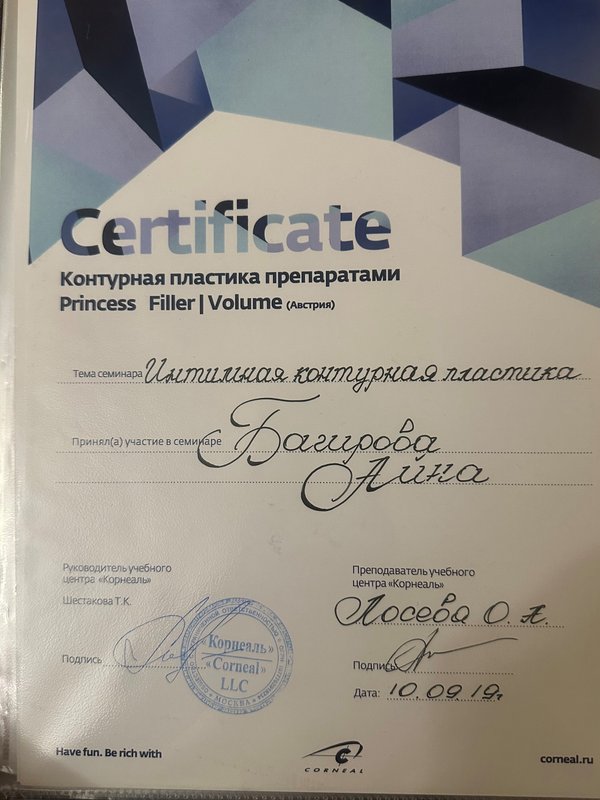 Certificate
Контурная пластика препаратами
Princess Filler | Volume (Австрия)
Тема семинара Интимная контурная пластика
Принял(а) участие в семинаре Багирова
Айна
Руководитель учебного
центра «Корнеаль»
Шестакова Т.К.
Подпись
«Корнеаль»
«Corneal»
LLC
МОСКВА
Преподаватель учебного
центра «Корнеаль»
Лосева О. А.
Подпись
Дата: 10.09.19г
Have fun. Be rich with
CORNEAL
corneal.ru